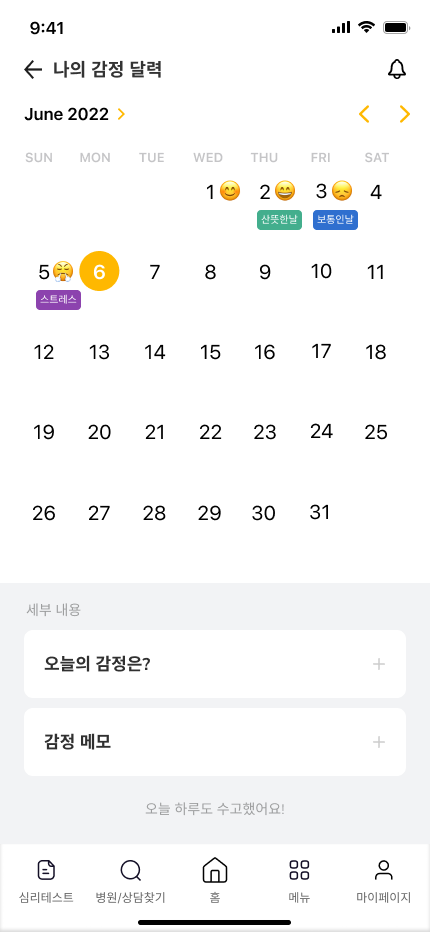 9:41
나의 감정 달력
June 2022
SUN MON TUE WED THU FRI SAT
1 😊 2 😄 3 😞 4
산뜻한날 보통인날
5 😤 6 7 8 9 10 11
스트레스
12 13 14 15 16 17 18
19 20 21 22 23 24 25
26 27 28 29 30 31
세부 내용
오늘의 감정은? +
감정 메모 +
오늘 하루도 수고했어요!
심리테스트 병원/상담찾기 홈 메뉴 마이페이지